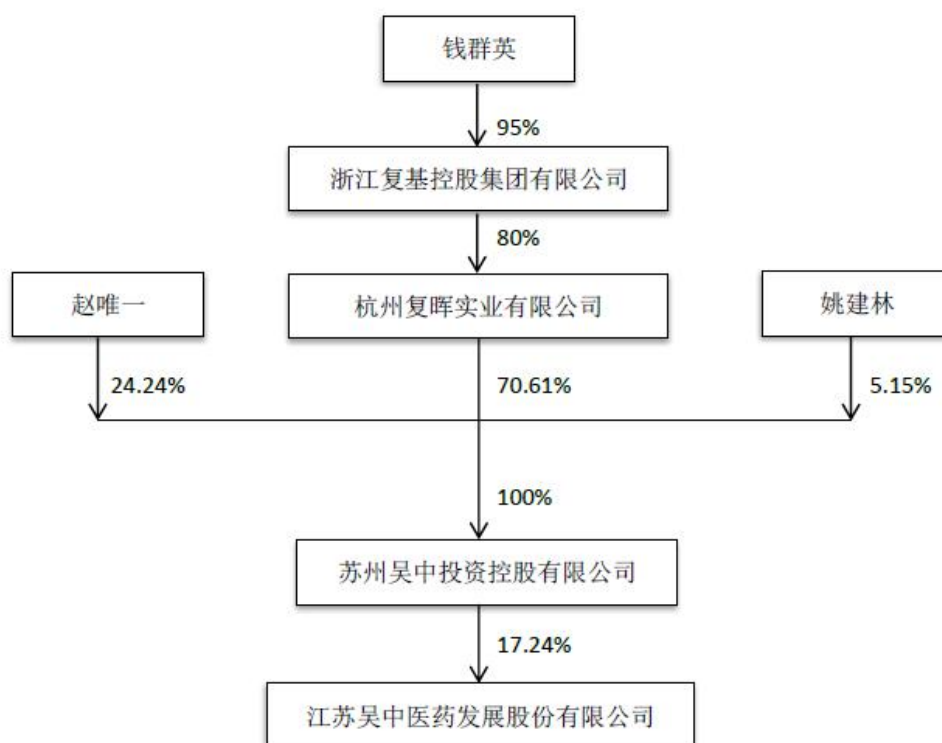 钱群英
95%
浙江复基控股集团有限公司
80%
赵唯一
杭州复晖实业有限公司
姚建林
24.24%
70.61%
5.15%
100%
苏州吴中投资控股有限公司
17.24%
江苏吴中医药发展股份有限公司